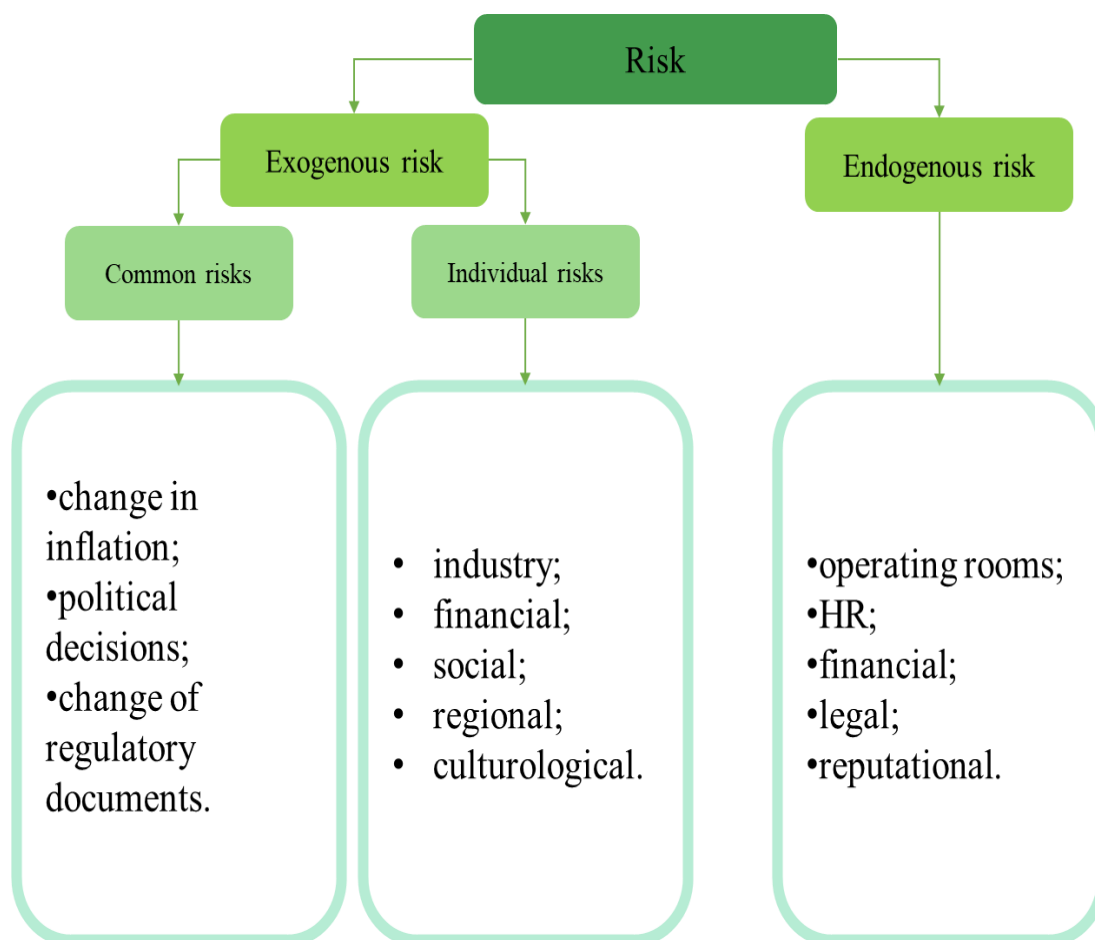 Risk
Exogenous risk
Endogenous risk
Common risks
Individual risks
•change in
inflation;
•political
decisions;
•change of
regulatory
documents.
• industry;
• financial;
• social;
• regional;
• culturological.
•operating rooms;
•HR;
•financial;
•legal;
•reputational.